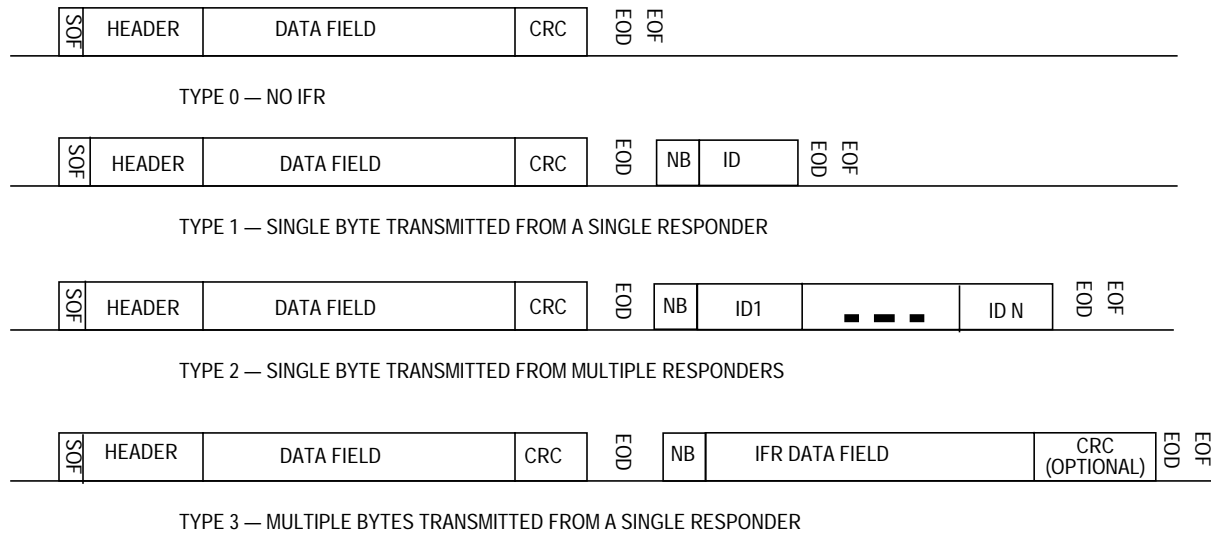 SOF HEADER DATA FIELD CRC EOD EOF
TYPE 0 — NO IFR
SOF HEADER DATA FIELD CRC EOD NB ID EOD EOF
TYPE 1 — SINGLE BYTE TRANSMITTED FROM A SINGLE RESPONDER
SOF HEADER DATA FIELD CRC EOD NB ID1 ID N EOD EOF
TYPE 2 — SINGLE BYTE TRANSMITTED FROM MULTIPLE RESPONDERS
SOF HEADER DATA FIELD CRC EOD NB IFR DATA FIELD CRC (OPTIONAL) EOD EOF
TYPE 3 — MULTIPLE BYTES TRANSMITTED FROM A SINGLE RESPONDER